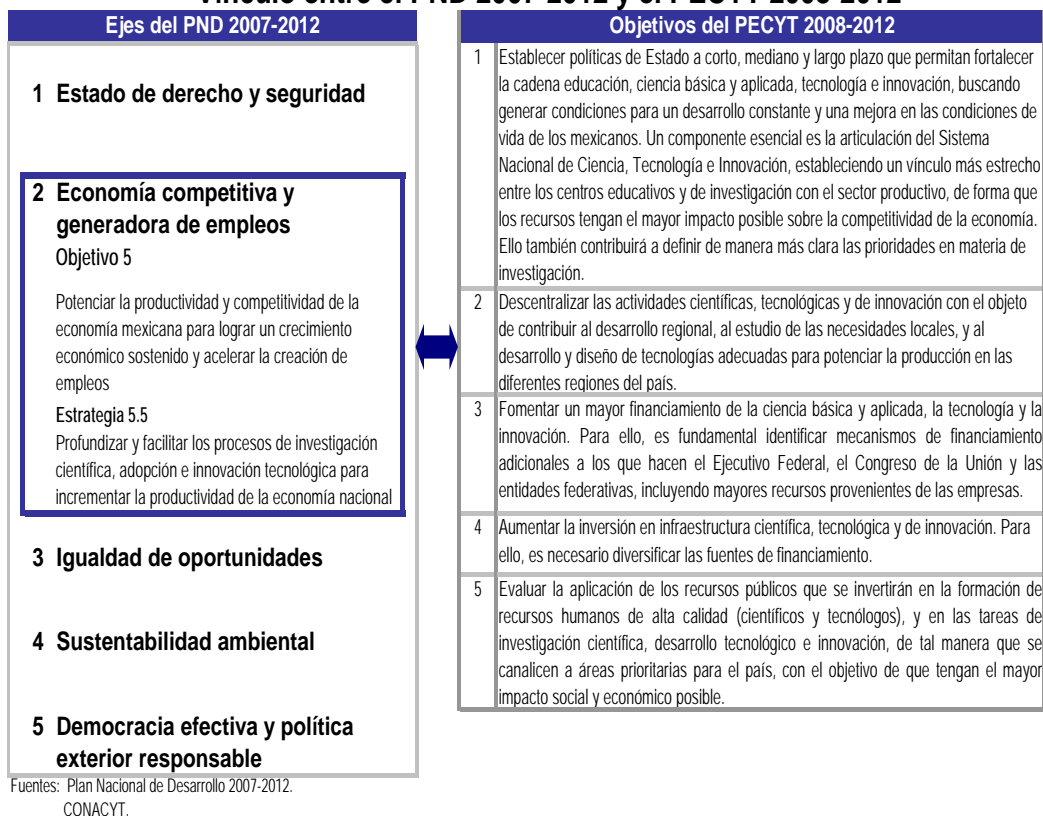 Vínculo entre el PND 2007-2012 y el PECYT 2008-2012
Ejes del PND 2007-2012
1 Estado de derecho y seguridad
2 Economía competitiva y
generadora de empleos
Objetivo 5
Potenciar la productividad y competitividad de la
economía mexicana para lograr un crecimiento
económico sostenido y acelerar la creación de
empleos
Estrategia 5.5
Profundizar y facilitar los procesos de investigación
científica, adopción e innovación tecnológica para
incrementar la productividad de la economía nacional
3 Igualdad de oportunidades
4 Sustentabilidad ambiental
5 Democracia efectiva y política
exterior responsable
Objetivos del PECYT 2008-2012
1 Establecer políticas de Estado a corto, mediano y largo plazo que permitan fortalecer
la cadena educación, ciencia básica y aplicada, tecnología e innovación, buscando
generar condiciones para un desarrollo constante y una mejora en las condiciones de
vida de los mexicanos. Un componente esencial es la articulación del Sistema
Nacional de Ciencia, Tecnología e Innovación, estableciendo un vínculo más estrecho
entre los centros educativos y de investigación con el sector productivo, de forma que
los recursos tengan el mayor impacto posible sobre la competitividad de la economía.
Ello también contribuirá a definir de manera más clara las prioridades en materia de
investigación.
2 Descentralizar las actividades científicas, tecnológicas y de innovación con el objeto
de contribuir al desarrollo regional, al estudio de las necesidades locales, y al
desarrollo y diseño de tecnologías adecuadas para potenciar la producción en las
diferentes regiones del país.
3 Fomentar un mayor financiamiento de la ciencia básica y aplicada, la tecnología y la
innovación. Para ello, es fundamental identificar mecanismos de financiamiento
adicionales a los que hacen el Ejecutivo Federal, el Congreso de la Unión y las
entidades federativas, incluyendo mayores recursos provenientes de las empresas.
4 Aumentar la inversión en infraestructura científica, tecnológica y de innovación. Para
ello, es necesario diversificar las fuentes de financiamiento.
5 Evaluar la aplicación de los recursos públicos que se invertirán en la formación de
recursos humanos de alta calidad (científicos y tecnólogos), y en las tareas de
investigación científica, desarrollo tecnológico e innovación, de tal manera que se
canalicen a áreas prioritarias para el país, con el objetivo de que tengan el mayor
impacto social y económico posible.
Fuentes: Plan Nacional de Desarrollo 2007-2012.
CONACYT.